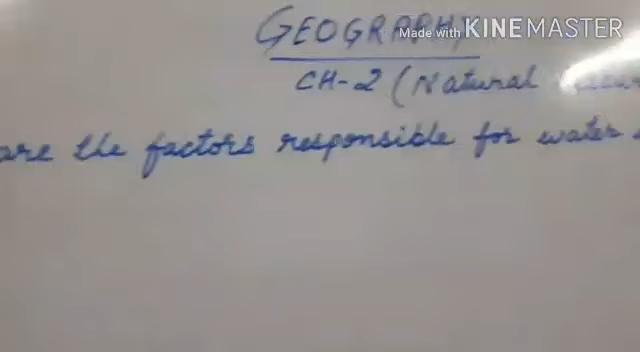 GEOGRAPHY
Made with KINEMASTER
CH-2 (Natural
are the factors responsible for water